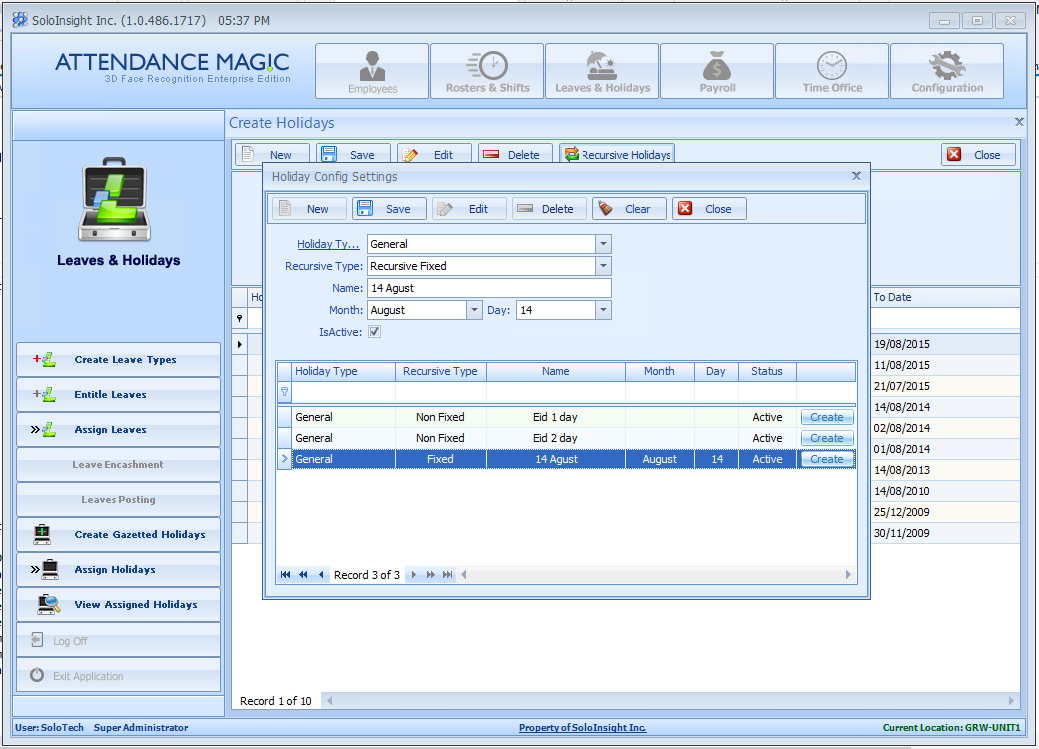 SoloInsight Inc. (1.0.486.1717) 05:37 PM
ATTENDANCE MAGIC
3D Face Recognition Enterprise Edition
Employees
Rosters & Shifts
Leaves & Holidays
Payroll
Time Office
Configuration
Create Holidays
New Save Edit Delete Recursive Holidays Close
Leaves & Holidays
Create Leave Types
Entitle Leaves
Assign Leaves
Leave Encashment
Leaves Posting
Create Gazetted Holidays
Assign Holidays
View Assigned Holidays
Log Off
Exit Application
Holiday Config Settings
New Save Edit Delete Clear Close
Holiday Ty... General
Recursive Type: Recursive Fixed
Name: 14 Agust
Month: August Day: 14
IsActive:
Holiday Type Recursive Type Name Month Day Status
General Non Fixed Eid 1 day Active Create
General Non Fixed Eid 2 day Active Create
General Fixed 14 Agust August 14 Active Create
Record 3 of 3
Ho
To Date
19/08/2015
11/08/2015
21/07/2015
14/08/2014
02/08/2014
01/08/2014
14/08/2013
14/08/2010
25/12/2009
30/11/2009
Record 1 of 10
User: SoloTech Super Administrator
Property of SoloInsight Inc.
Current Location: GRW-UNIT1